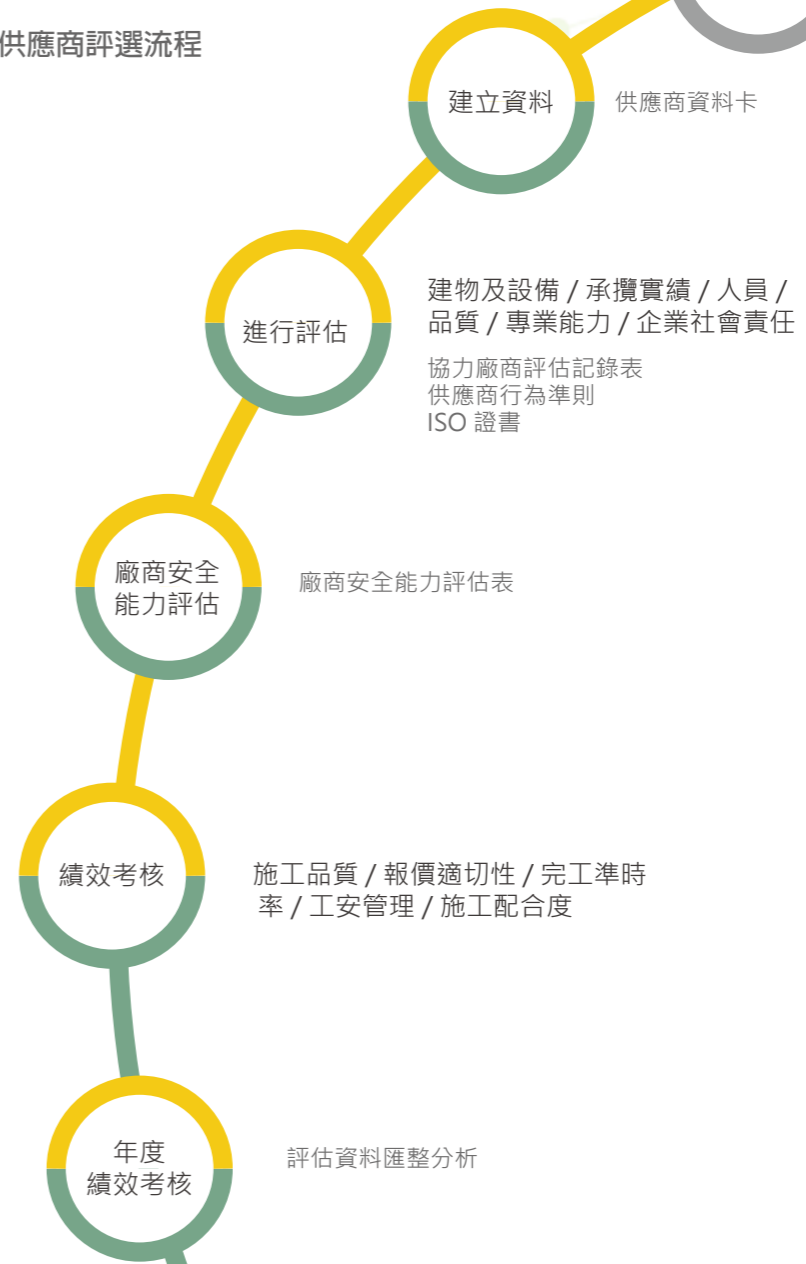 供應商評選流程
建立資料
供應商資料卡
進行評估
建物及設備 / 承攬實績 / 人員 /
品質 / 專業能力 / 企業社會責任
協力廠商評估記錄表
供應商行為準則
ISO 證書
廠商安全
能力評估
廠商安全能力評估表
績效考核
施工品質 / 報價適切性 / 完工準時
率 / 工安管理 / 施工配合度
年度
績效考核
評估資料匯整分析